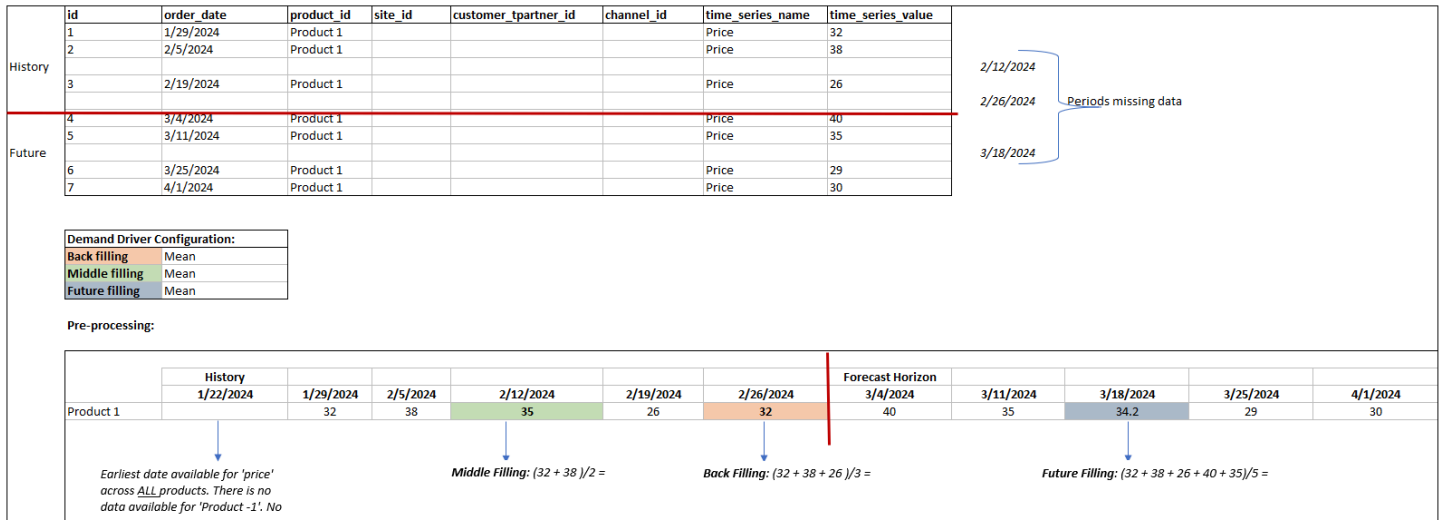 id order_date product_id site_id customer_tpartner_id channel_id time_series_name time_series_value
1 1/29/2024 Product 1 Price 32
2 2/5/2024 Product 1 Price 38
History 2/12/2024
3 2/19/2024 Product 1 Price 26
2/26/2024 Periods missing data
4 3/4/2024 Product 1 Price 40
5 3/11/2024 Product 1 Price 35
Future 3/18/2024
6 3/25/2024 Product 1 Price 29
7 4/1/2024 Product 1 Price 30
Demand Driver Configuration:
Back filling Mean
Middle filling Mean
Future filling Mean
Pre-processing:
History Forecast Horizon
1/22/2024 1/29/2024 2/5/2024 2/12/2024 2/19/2024 2/26/2024 3/4/2024 3/11/2024 3/18/2024 3/25/2024 4/1/2024
Product 1 32 38 35 26 32 40 35 34.2 29 30
Earliest date available for 'price'
across ALL products. There is no
data available for 'Product -1'. No
Middle Filling: (32 + 38 )/2 =
Back Filling: (32 + 38 + 26 )/3 =
Future Filling: (32 + 38 + 26 + 40 + 35)/5 =